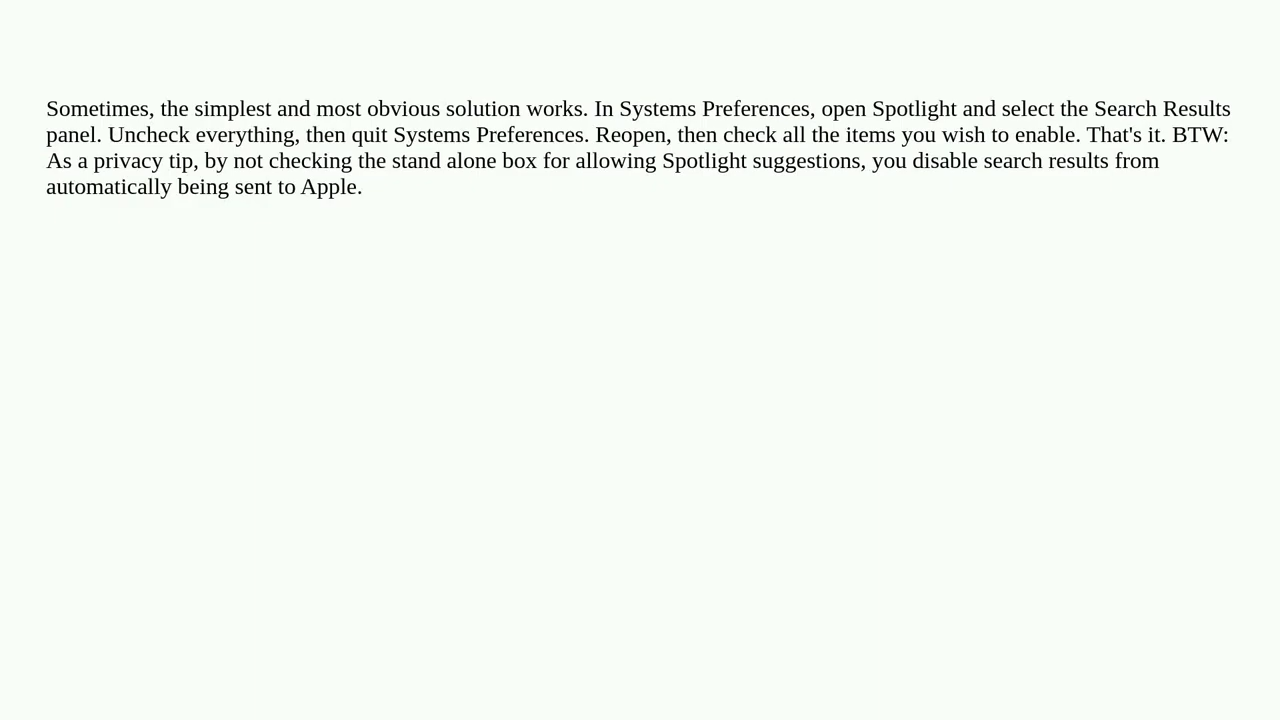 Sometimes, the simplest and most obvious solution works. In Systems Preferences, open Spotlight and select the Search Results
panel. Uncheck everything, then quit Systems Preferences. Reopen, then check all the items you wish to enable. That's it. BTW:
As a privacy tip, by not checking the stand alone box for allowing Spotlight suggestions, you disable search results from
automatically being sent to Apple.